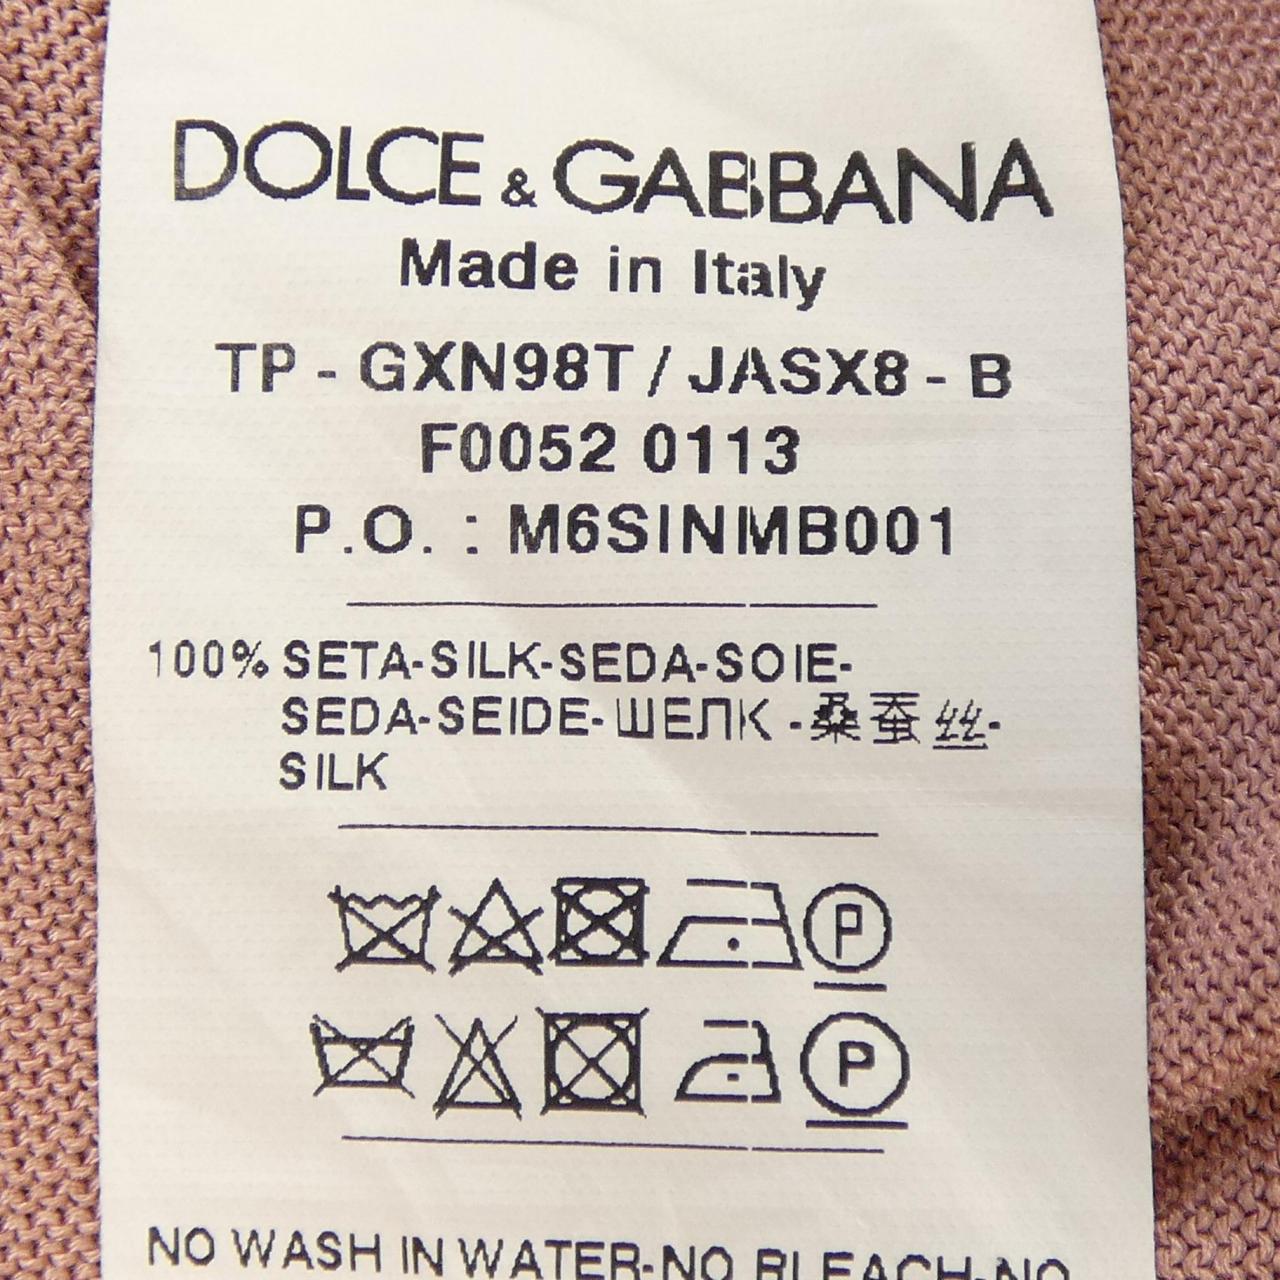 DOLCE & GABBANA
Made in Italy
TP - GXN98T / JASX8 - B
F0052 0113
P.O. : M6SINMB001
100% SETA-SILK-SEDA-SOIE-
SEDA-SEIDE-ШЕЛК -桑蚕丝-
SILK
P
P
NO WASH IN WATER-NO BLEACH-NO